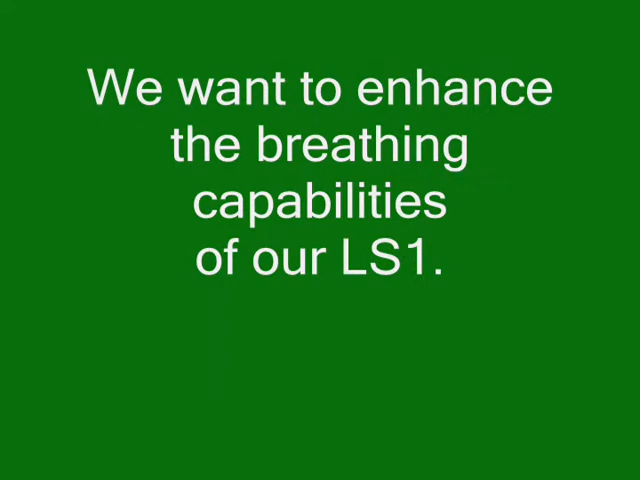 We want to enhance
the breathing
capabilities
of our LS1.